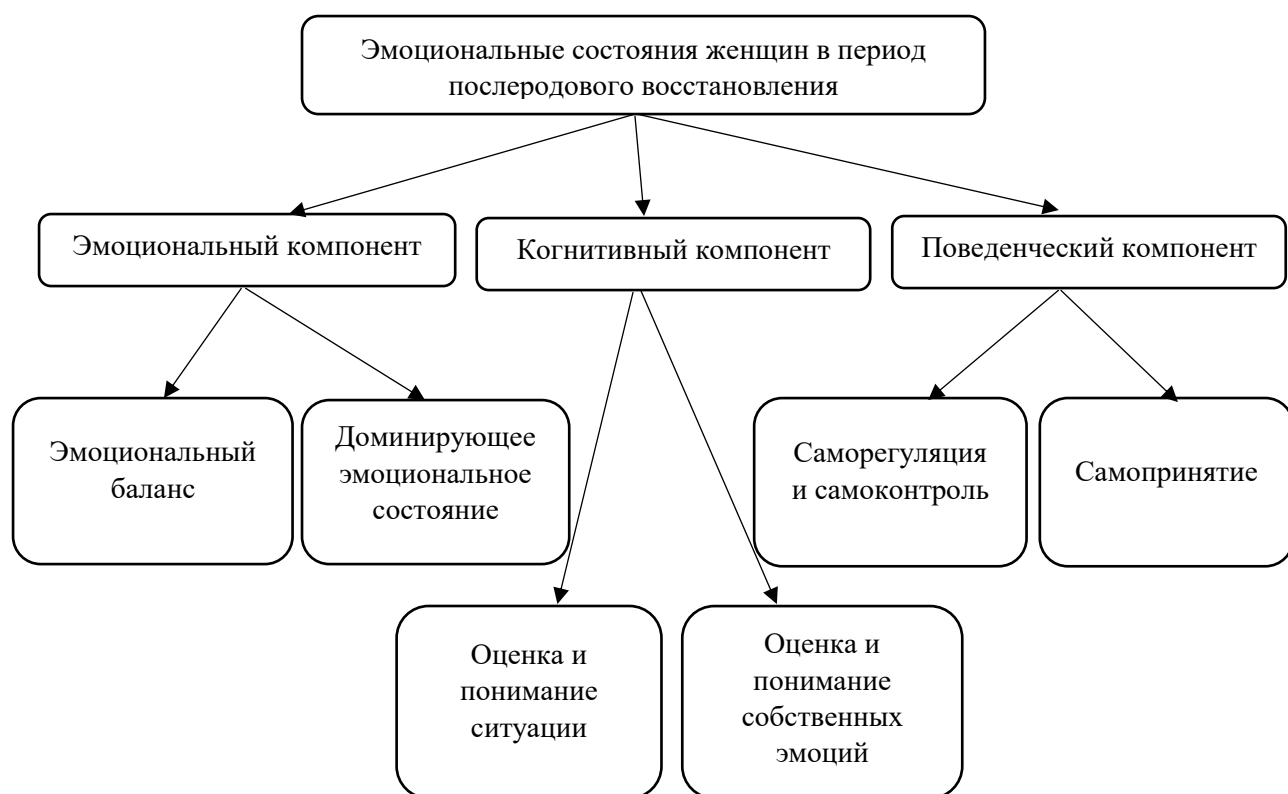 Эмоциональные состояния женщин в период
послеродового восстановления
Эмоциональный компонент
Когнитивный компонент
Поведенческий компонент
Эмоциональный
баланс
Доминирующее
эмоциональное
состояние
Саморегуляция
и самоконтроль
Самопринятие
Оценка и
понимание
ситуации
Оценка и
понимание
собственных
эмоций